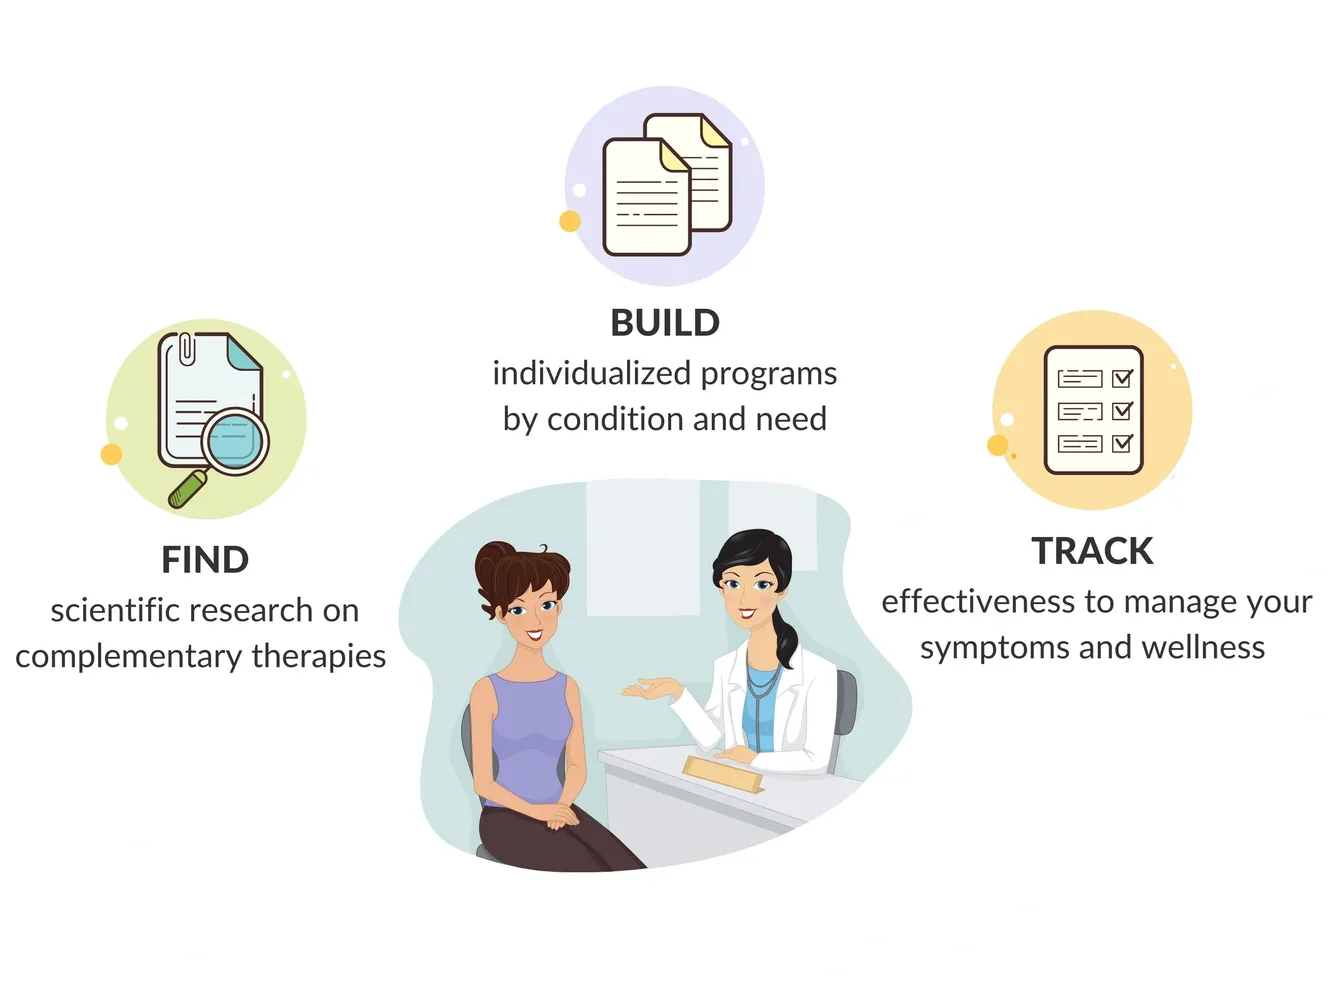 FIND
scientific research on
complementary therapies
BUILD
individualized programs
by condition and need
TRACK
effectiveness to manage your
symptoms and wellness